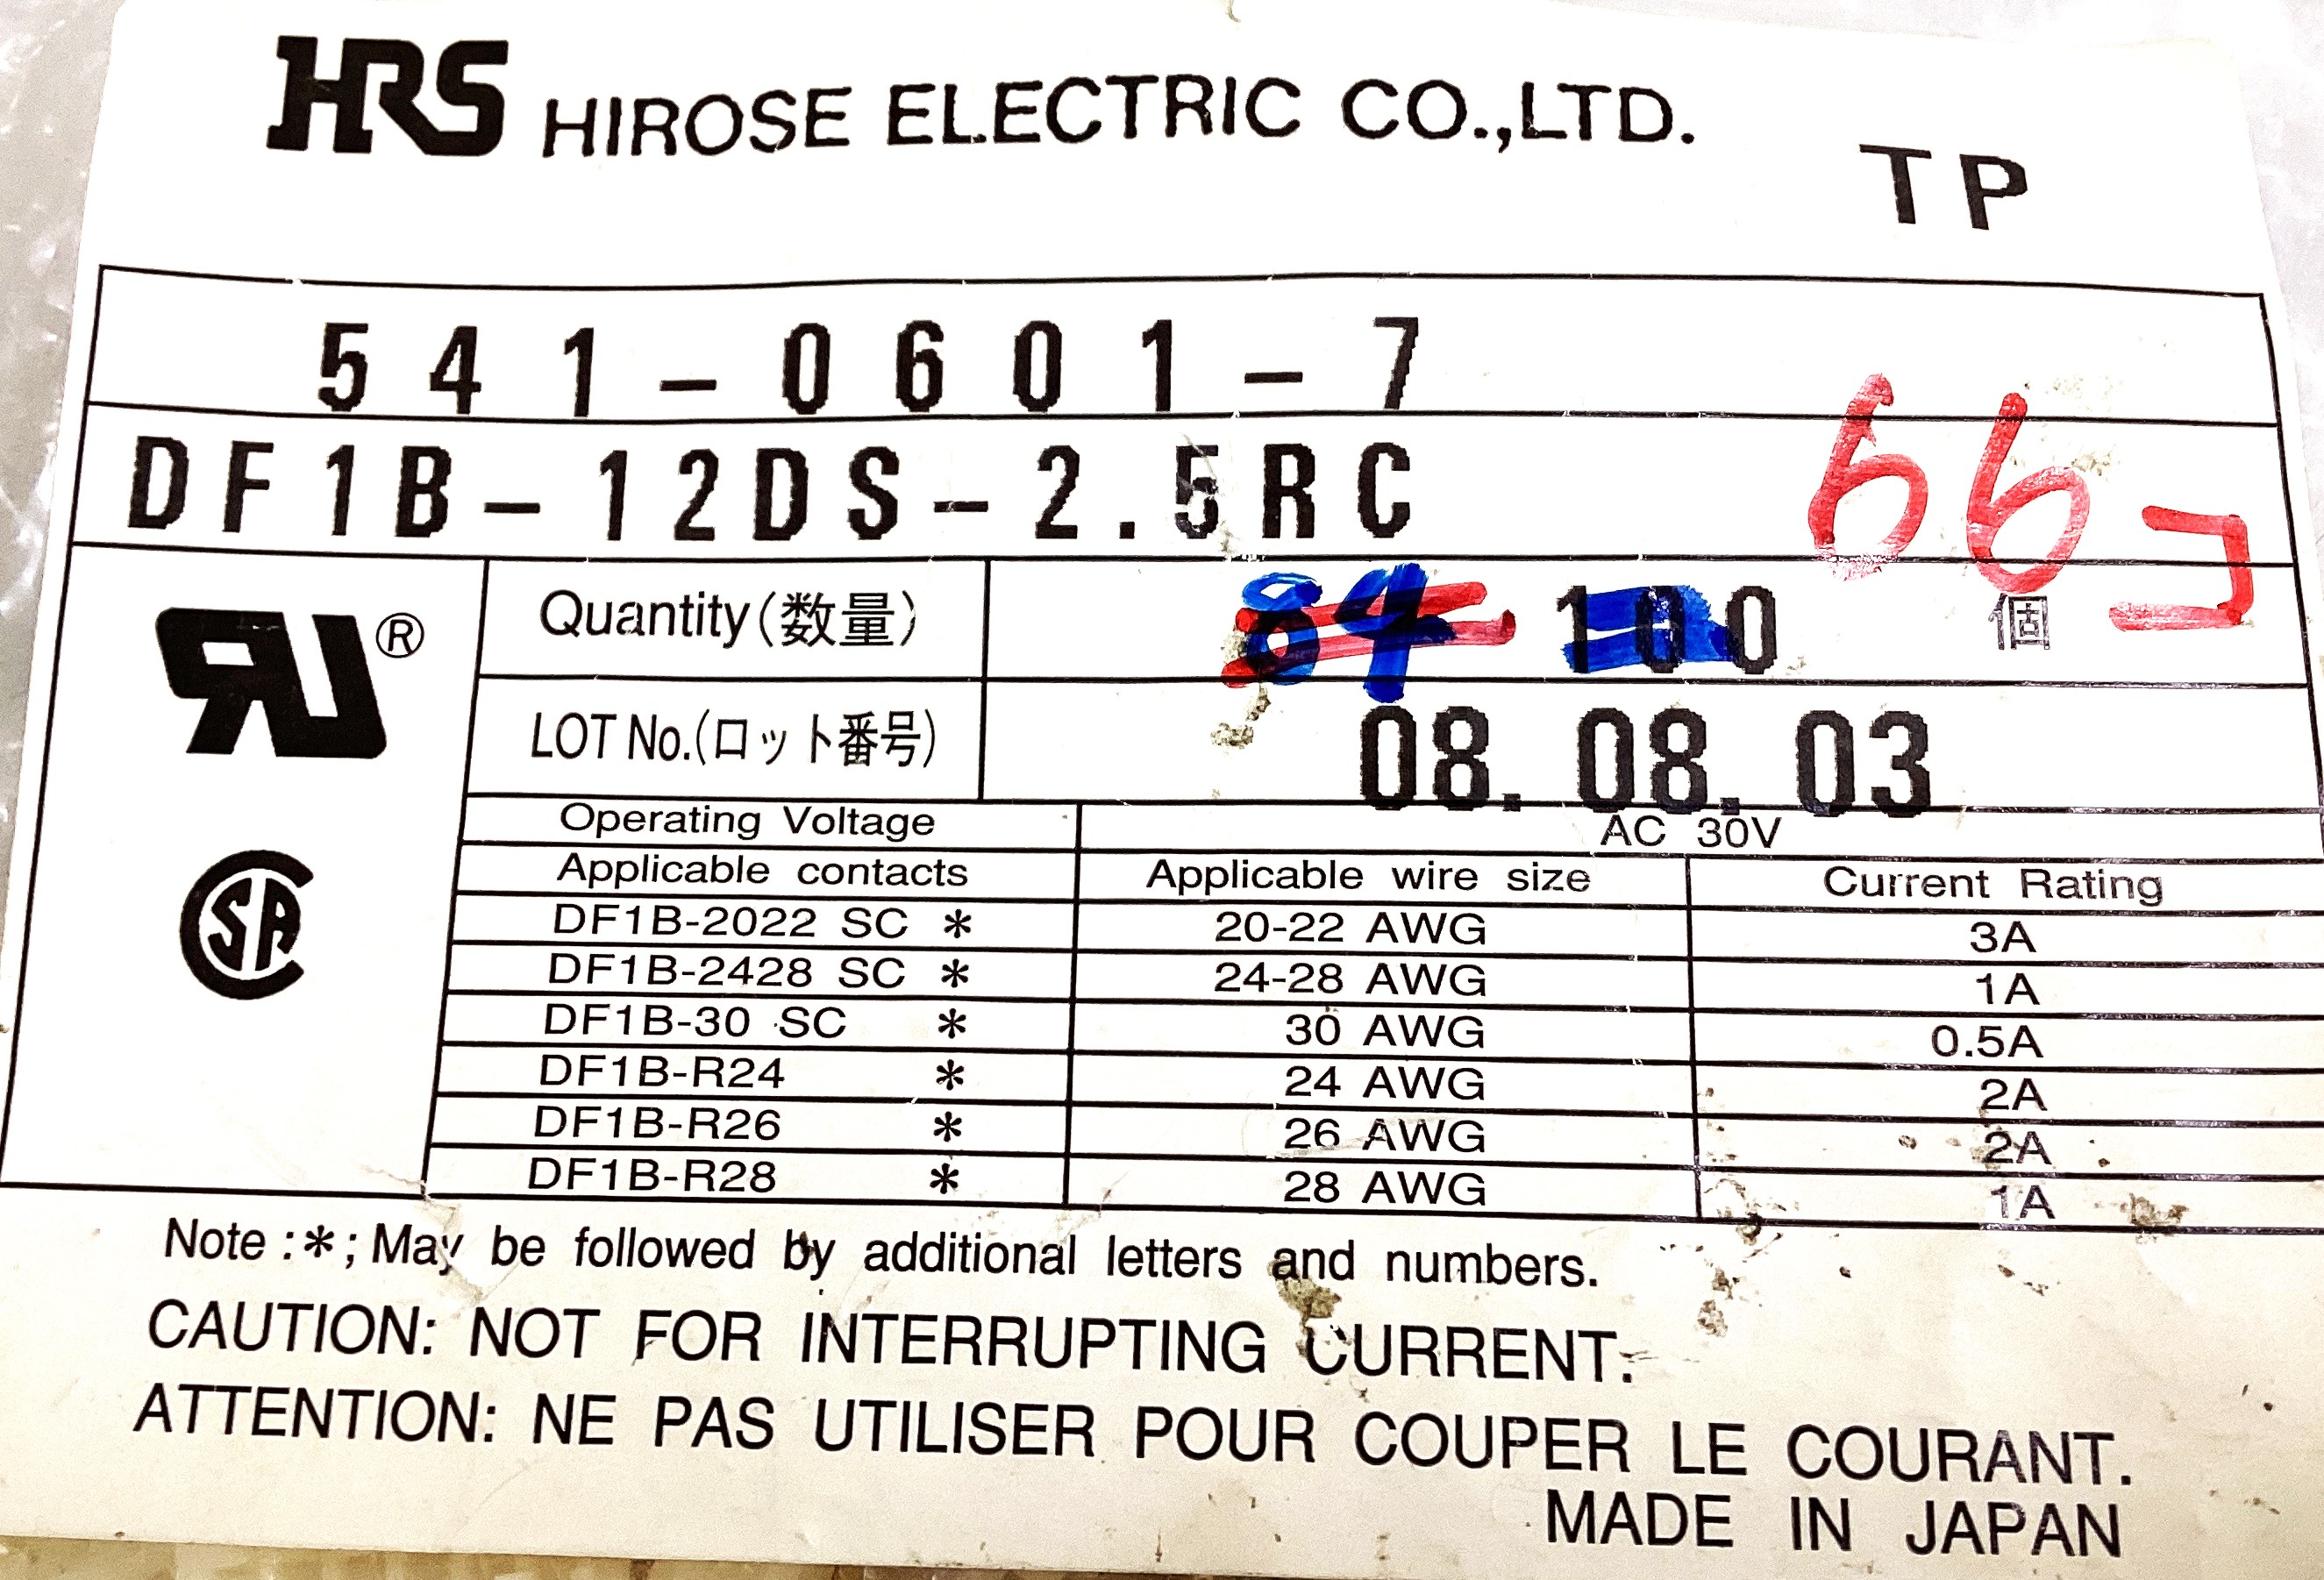 HRS HIROSE ELECTRIC CO.,LTD.
TP
541-0601-7
DF1B-12DS-2.5RC
66コ
Quantity(数量) 84 100 個
LOT No.(ロット番号) 08.08.03
Operating Voltage AC 30V
Applicable contacts Applicable wire size Current Rating
DF1B-2022 SC * 20-22 AWG 3A
DF1B-2428 SC * 24-28 AWG 1A
DF1B-30 SC * 30 AWG 0.5A
DF1B-R24 * 24 AWG 2A
DF1B-R26 * 26 AWG 2A
DF1B-R28 * 28 AWG 1A
RU®
CSA
Note :*; May be followed by additional letters and numbers.
CAUTION: NOT FOR INTERRUPTING CURRENT.
ATTENTION: NE PAS UTILISER POUR COUPER LE COURANT.
MADE IN JAPAN